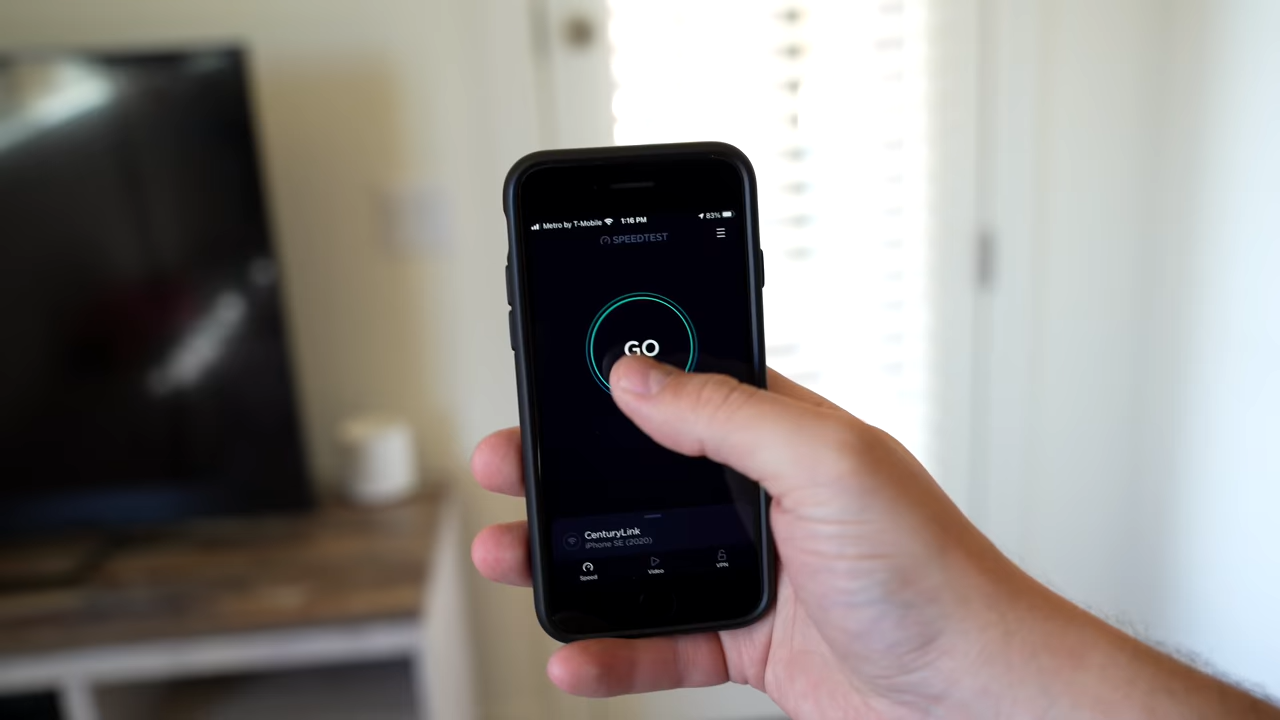 Metro by T-Mobile 1:16 PM 83%
SPEEDTEST
GO
CenturyLink
iPhone SE (2020)
Speed Video VPN